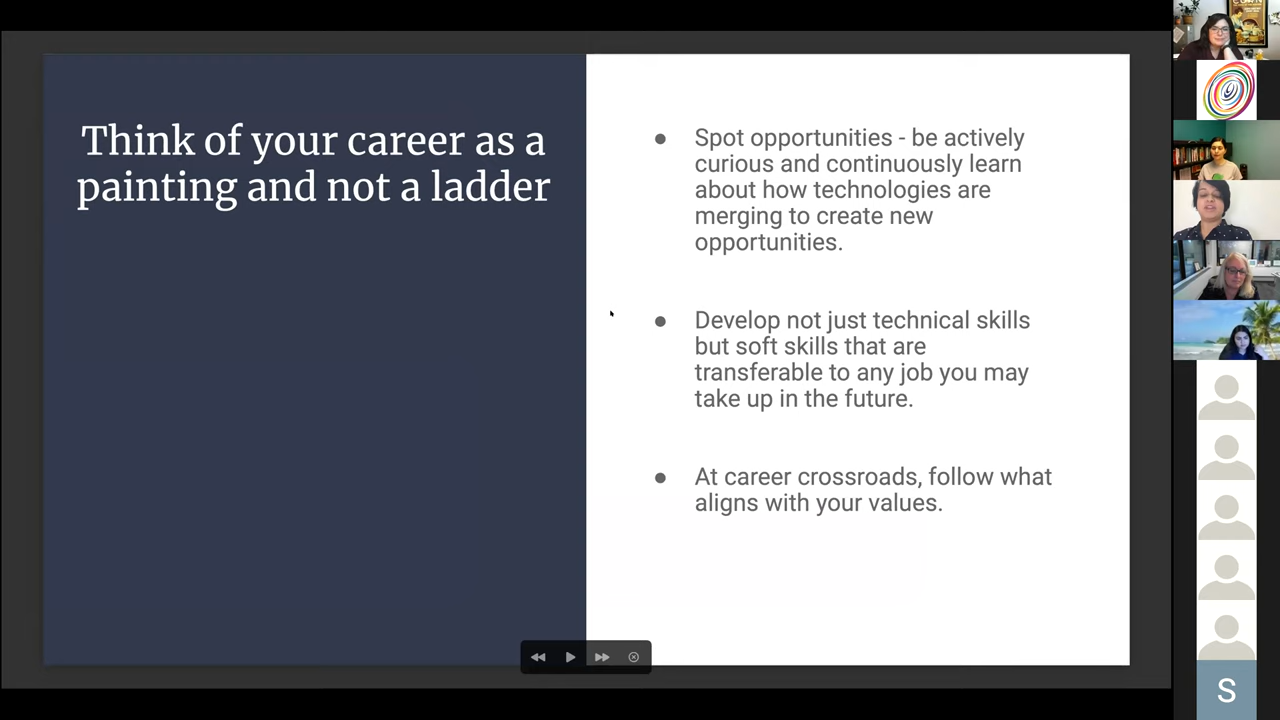 Think of your career as a
painting and not a ladder
● Spot opportunities - be actively
curious and continuously learn
about how technologies are
merging to create new
opportunities.
● Develop not just technical skills
but soft skills that are
transferable to any job you may
take up in the future.
● At career crossroads, follow what
aligns with your values.
S